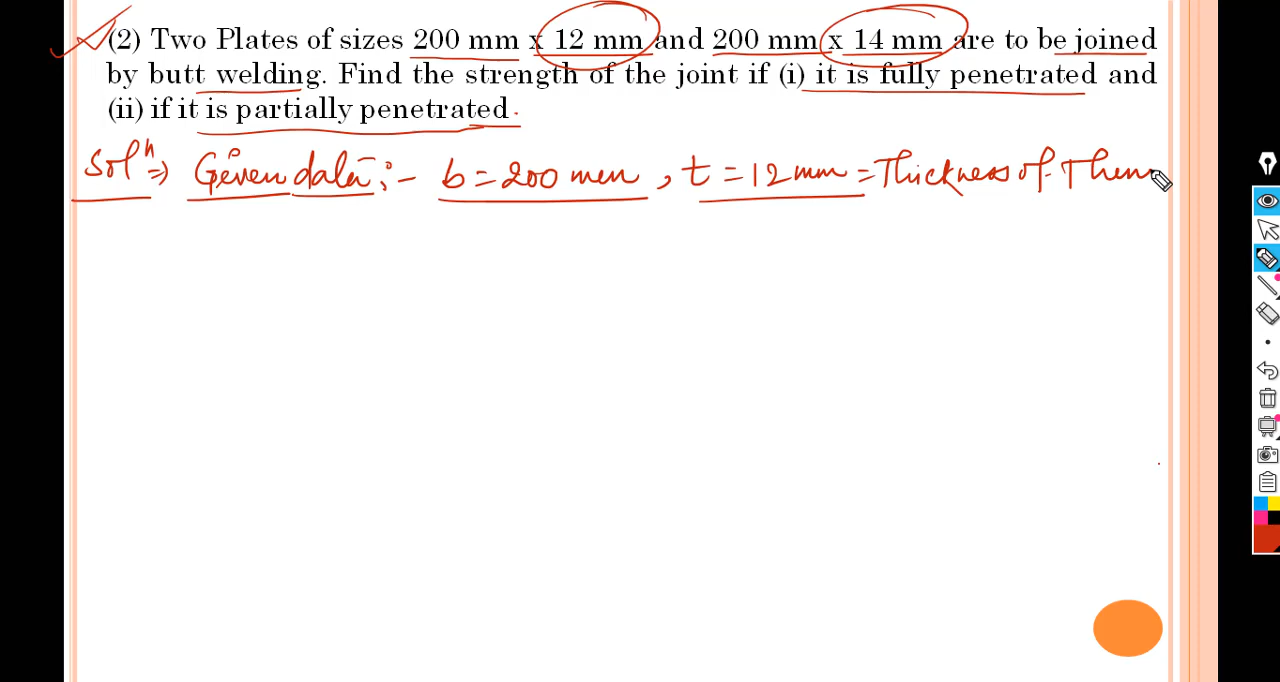 (2) Two Plates of sizes 200 mm x 12 mm and 200 mm x 14 mm are to be joined
by butt welding. Find the strength of the joint if (i) it is fully penetrated and
(ii) if it is partially penetrated.
Solⁿ ⇒ Given data :- b = 200 mm , t = 12 mm = Thickness of Thinn